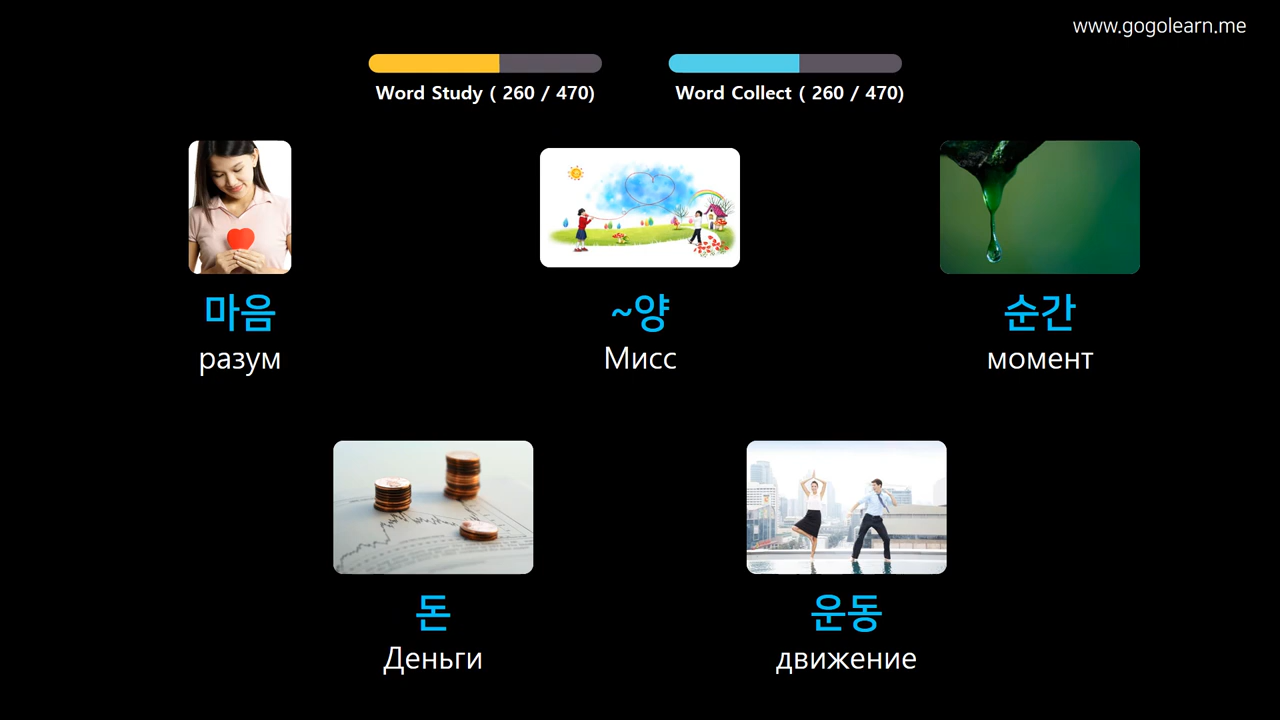 www.gogolearn.me
Word Study ( 260 / 470)
Word Collect ( 260 / 470)
마음
разум
~양
Мисс
순간
момент
돈
Деньги
운동
движение